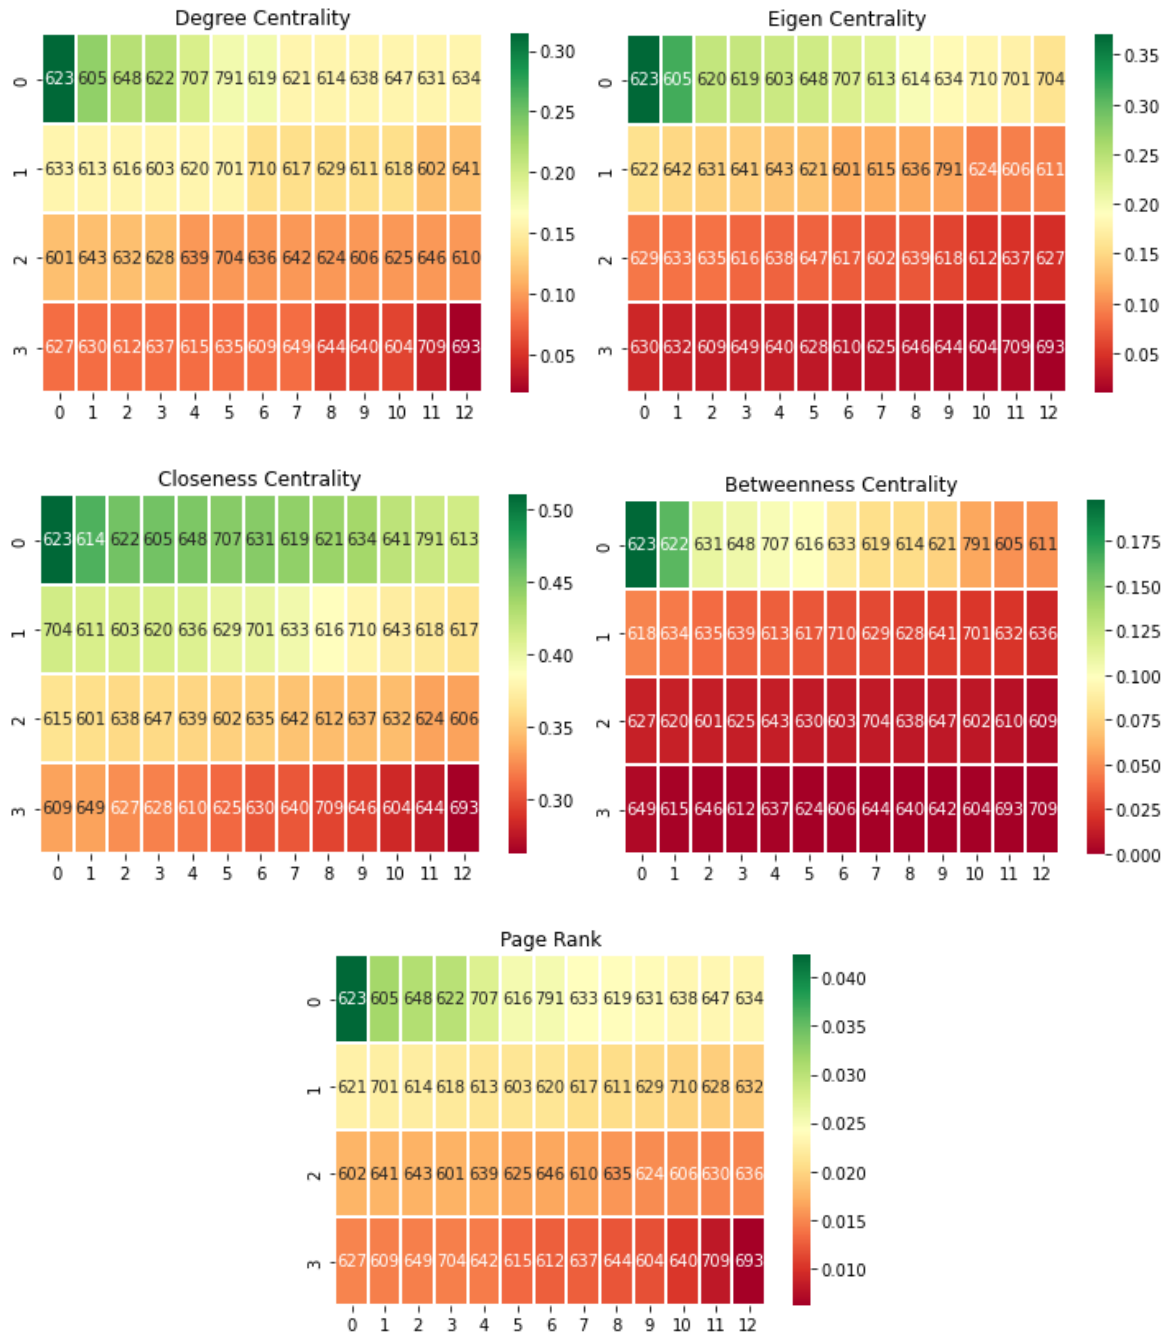 Degree Centrality
0 623 605 648 622 707 791 619 621 614 638 647 631 634
1 633 613 616 603 620 701 710 617 629 611 618 602 641
2 601 643 632 628 639 704 636 642 624 606 625 646 610
3 627 630 612 637 615 635 609 649 644 640 604 709 693
0 1 2 3 4 5 6 7 8 9 10 11 12
0.30
0.25
0.20
0.15
0.10
0.05
Eigen Centrality
0 623 605 620 619 603 648 707 613 614 634 710 701 704
1 622 642 631 641 643 621 601 615 636 791 624 606 611
2 629 633 635 616 638 647 617 602 639 618 612 637 627
3 630 632 609 649 640 628 610 625 646 644 604 709 693
0 1 2 3 4 5 6 7 8 9 10 11 12
0.35
0.30
0.25
0.20
0.15
0.10
0.05
Closeness Centrality
0 623 614 622 605 648 707 631 619 621 634 641 791 613
1 704 611 603 620 636 629 701 633 616 710 643 618 617
2 615 601 638 647 639 602 635 642 612 637 632 624 606
3 609 649 627 628 610 625 630 640 709 646 604 644 693
0 1 2 3 4 5 6 7 8 9 10 11 12
0.50
0.45
0.40
0.35
0.30
Betweenness Centrality
0 623 622 631 648 707 616 633 619 614 621 791 605 611
1 618 634 635 639 613 617 710 629 628 641 701 632 636
2 627 620 601 625 643 630 603 704 638 647 602 610 609
3 649 615 646 612 637 624 606 644 640 642 604 693 709
0 1 2 3 4 5 6 7 8 9 10 11 12
0.175
0.150
0.125
0.100
0.075
0.050
0.025
0.000
Page Rank
0 623 605 648 622 707 616 791 633 619 631 638 647 634
1 621 701 614 618 613 603 620 617 611 629 710 628 632
2 602 641 643 601 639 625 646 610 635 624 606 630 636
3 627 609 649 704 642 615 612 637 644 604 640 709 693
0 1 2 3 4 5 6 7 8 9 10 11 12
0.040
0.035
0.030
0.025
0.020
0.015
0.010